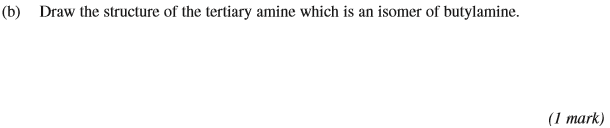 (b) Draw the structure of the tertiary amine which is an isomer of butylamine.
(1 mark)